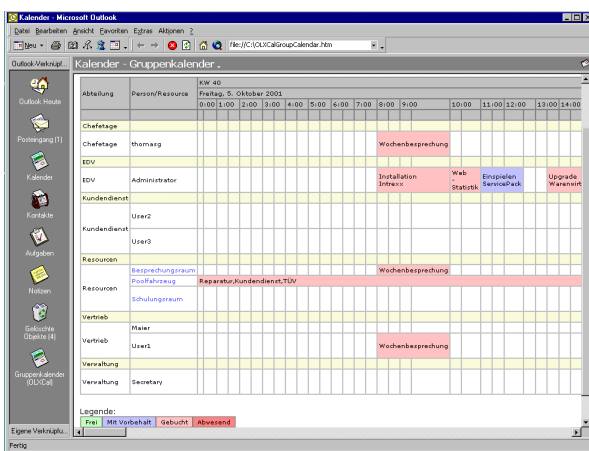 Kalender - Microsoft Outlook
Datei Bearbeiten Ansicht Favoriten Extras Aktionen ?
Neu file://C:\OLXCalGroupCalendar.htm
Outlook-Verknüpf... Kalender - Gruppenkalender
Outlook Heute
Posteingang (1)
Kalender
Kontakte
Aufgaben
Notizen
Gelöschte
Objekte (4)
Gruppenkalender
(OLXCal)
Eigene Verknüpfu...
Abteilung Person/Resource KW 40
Freitag, 5. Oktober 2001
0:00 1:00 2:00 3:00 4:00 5:00 6:00 7:00 8:00 9:00 10:00 11:00 12:00 13:00 14:00
Chefetage
Chefetage thomasg Wochenbesprechung
EDV
EDV Administrator Installation Intrexx Web - Statistik Einspielen ServicePack Upgrade Warenwirt
Kundendienst
Kundendienst User2
User3
Resourcen
Resourcen Besprechungsraum Wochenbesprechung
Poolfahrzeug Reparatur,Kundendienst,TÜV
Schulungsraum
Vertrieb
Vertrieb Maier
User1 Wochenbesprechung
Verwaltung
Verwaltung Secretary
Legende:
Frei Mit Vorbehalt Gebucht Abwesend
Fertig